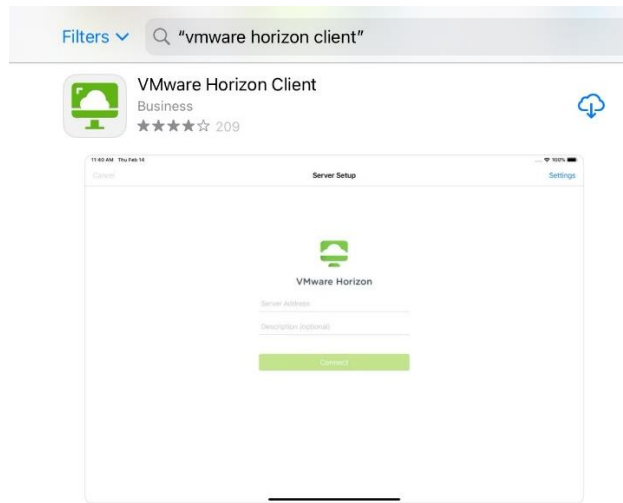 Filters
"vmware horizon client"
VMware Horizon Client
Business
209
11:40 AM Thu Feb 14
100%
Cancel
Server Setup
Settings
VMware Horizon
Server Address
Description (optional)
Connect